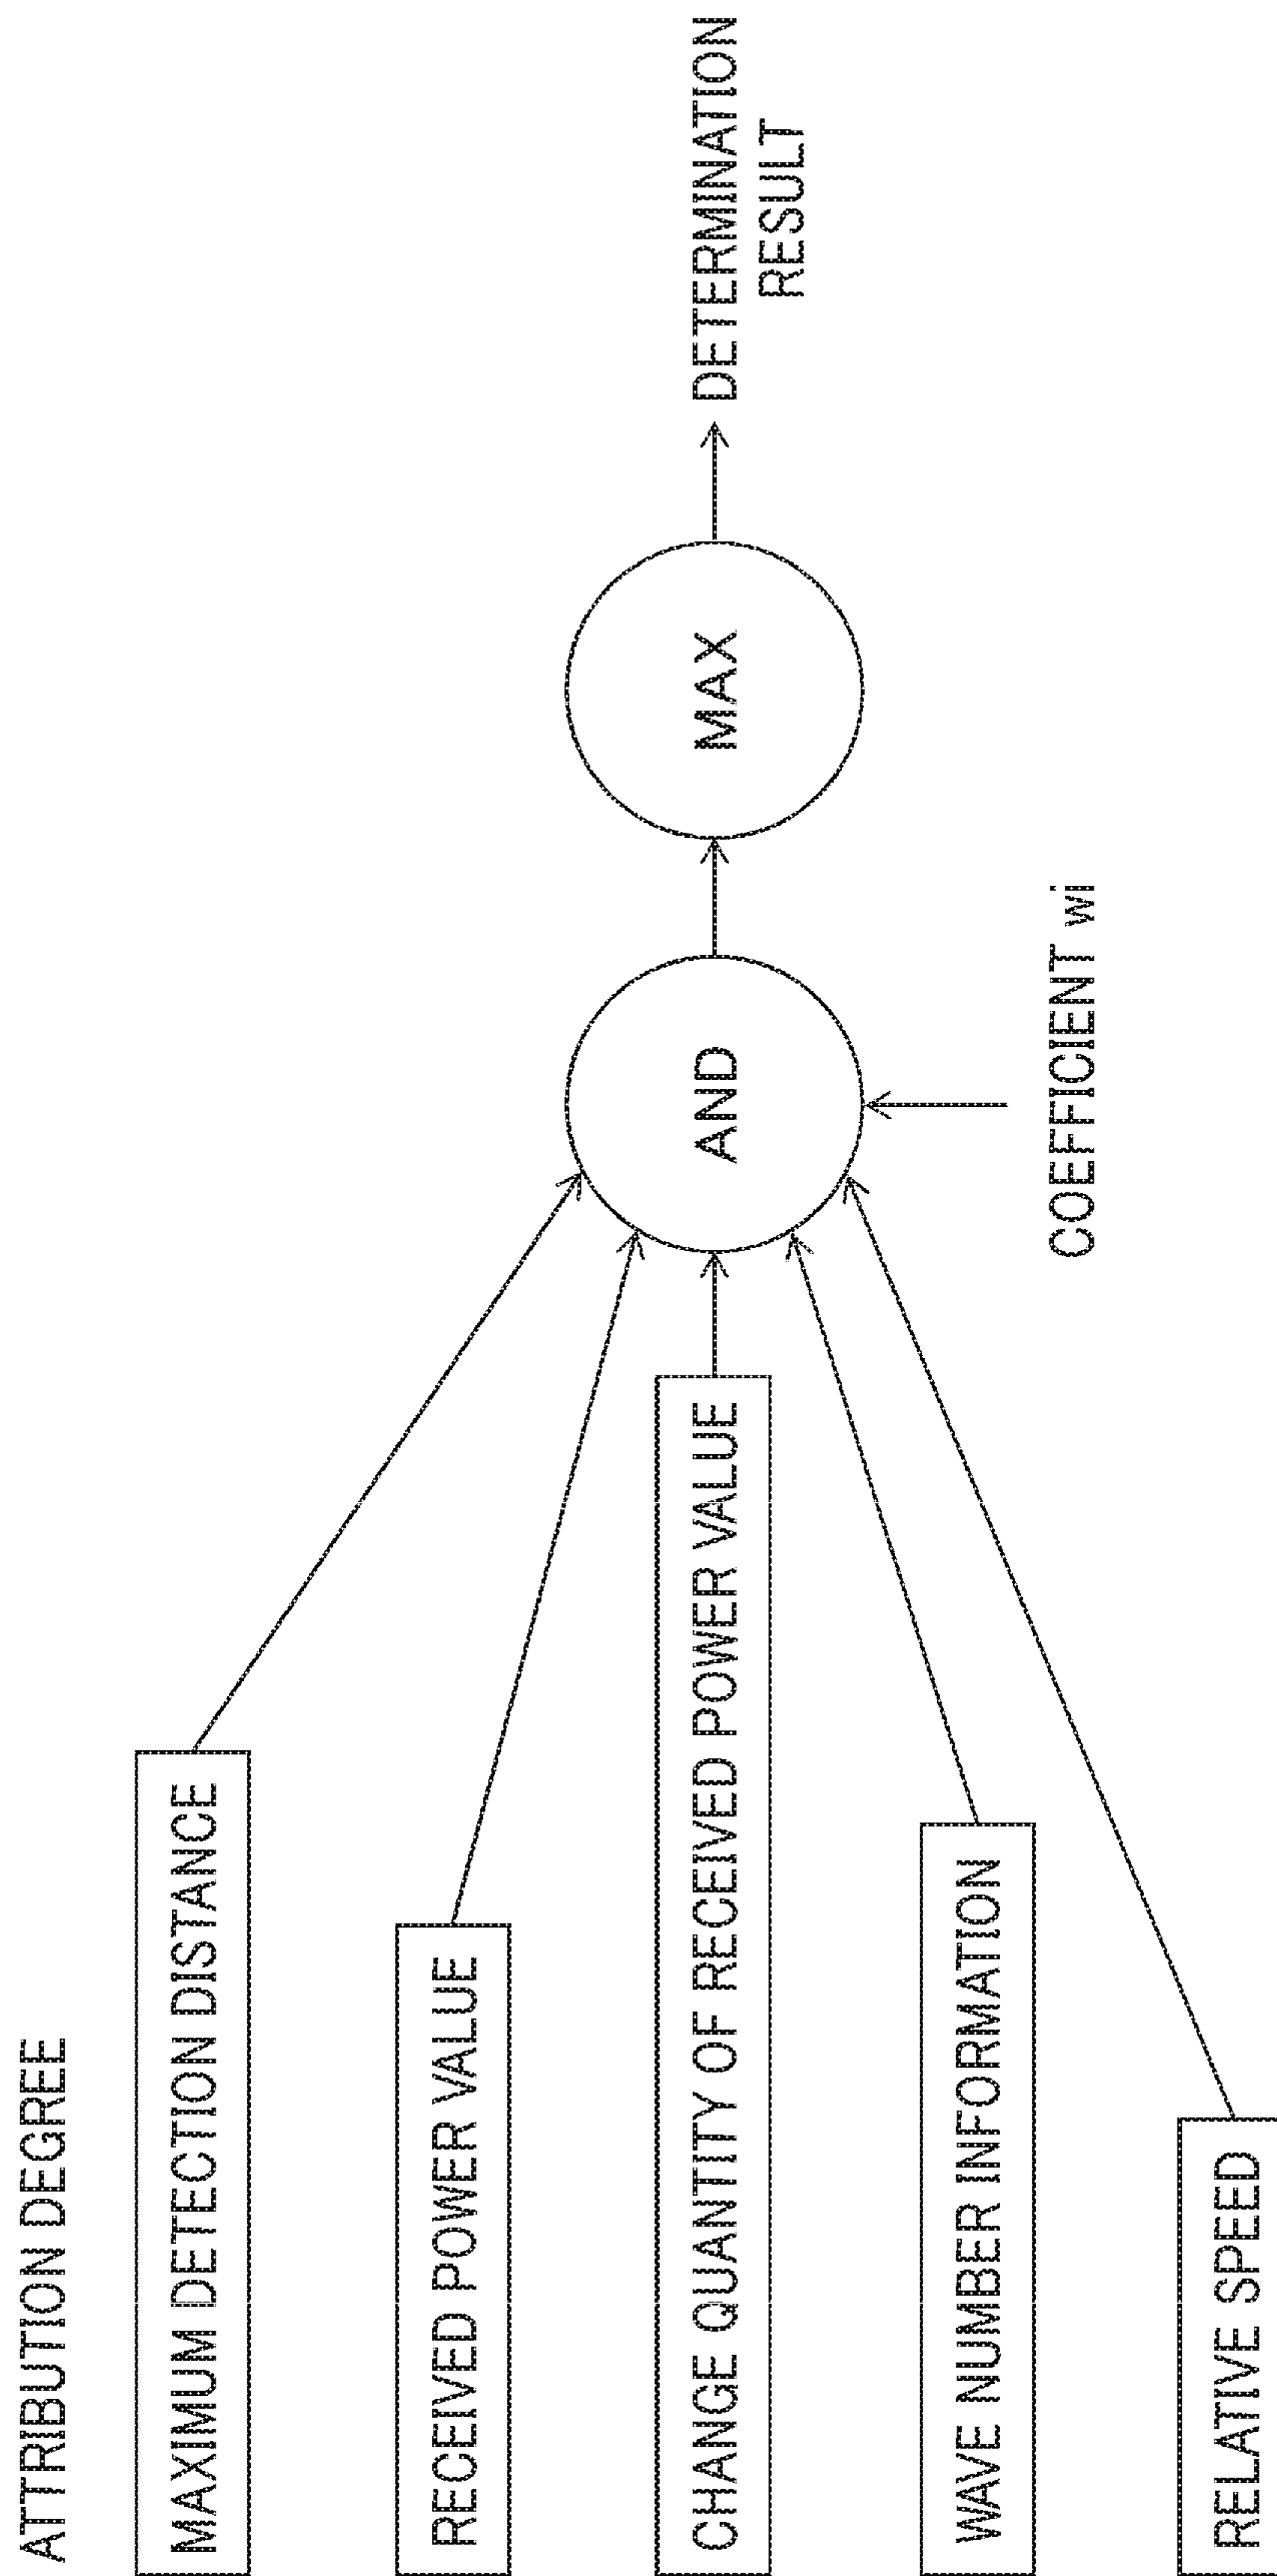 ATTRIBUTION DEGREE
MAXIMUM DETECTION DISTANCE
RECEIVED POWER VALUE
CHANGE QUANTITY OF RECEIVED POWER VALUE
WAVE NUMBER INFORMATION
RELATIVE SPEED
AND
COEFFICIENT wi
MAX
DETERMINATION
RESULT